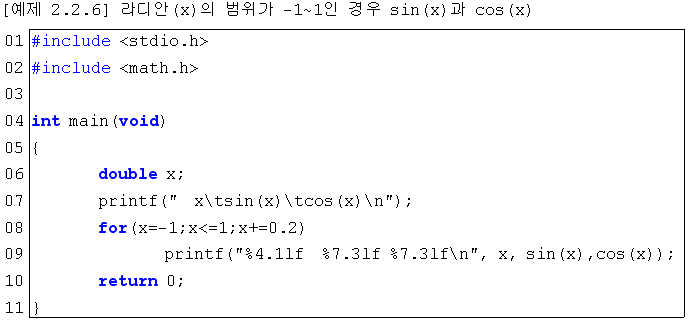 [예제 2.2.6] 라디안(x)의 범위가 -1~1인 경우 sin(x)과 cos(x)
01 #include <stdio.h>
02 #include <math.h>
03
04 int main(void)
05 {
06 double x;
07 printf("  x\tsin(x)\tcos(x)\n");
08 for(x=-1;x<=1;x+=0.2)
09 printf("%4.1lf  %7.3lf %7.3lf\n", x, sin(x),cos(x));
10 return 0;
11 }